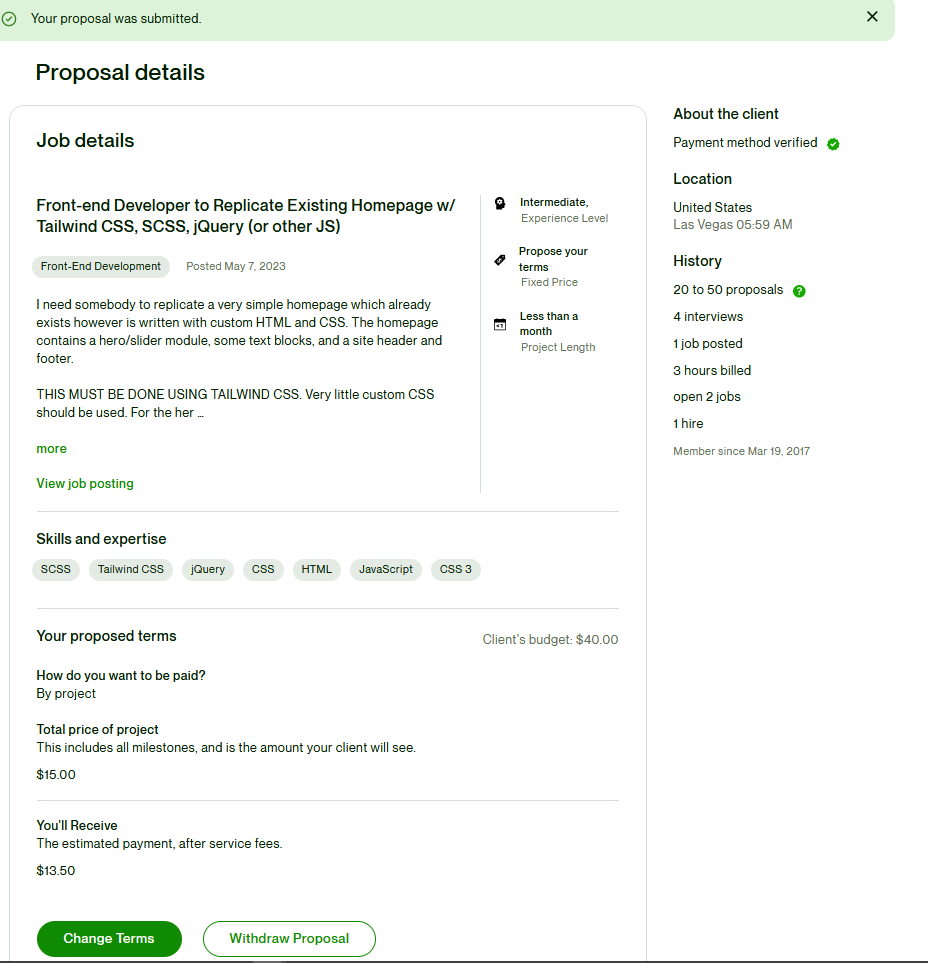 Your proposal was submitted.
Proposal details
Job details
Front-end Developer to Replicate Existing Homepage w/
Tailwind CSS, SCSS, jQuery (or other JS)
Front-End Development
Posted May 7, 2023
I need somebody to replicate a very simple homepage which already
exists however is written with custom HTML and CSS. The homepage
contains a hero/slider module, some text blocks, and a site header and
footer.
THIS MUST BE DONE USING TAILWIND CSS. Very little custom CSS
should be used. For the her ...
more
View job posting
Intermediate,
Experience Level
Propose your
terms
Fixed Price
<1
Less than a
month
Project Length
Skills and expertise
SCSS
Tailwind CSS
jQuery
CSS
HTML
JavaScript
CSS 3
Your proposed terms
Client's budget: $40.00
How do you want to be paid?
By project
Total price of project
This includes all milestones, and is the amount your client will see.
$15.00
You'll Receive
The estimated payment, after service fees.
$13.50
Change Terms
Withdraw Proposal
About the client
Payment method verified
Location
United States
Las Vegas 05:59 AM
History
20 to 50 proposals ?
4 interviews
1 job posted
3 hours billed
open 2 jobs
1 hire
Member since Mar 19, 2017